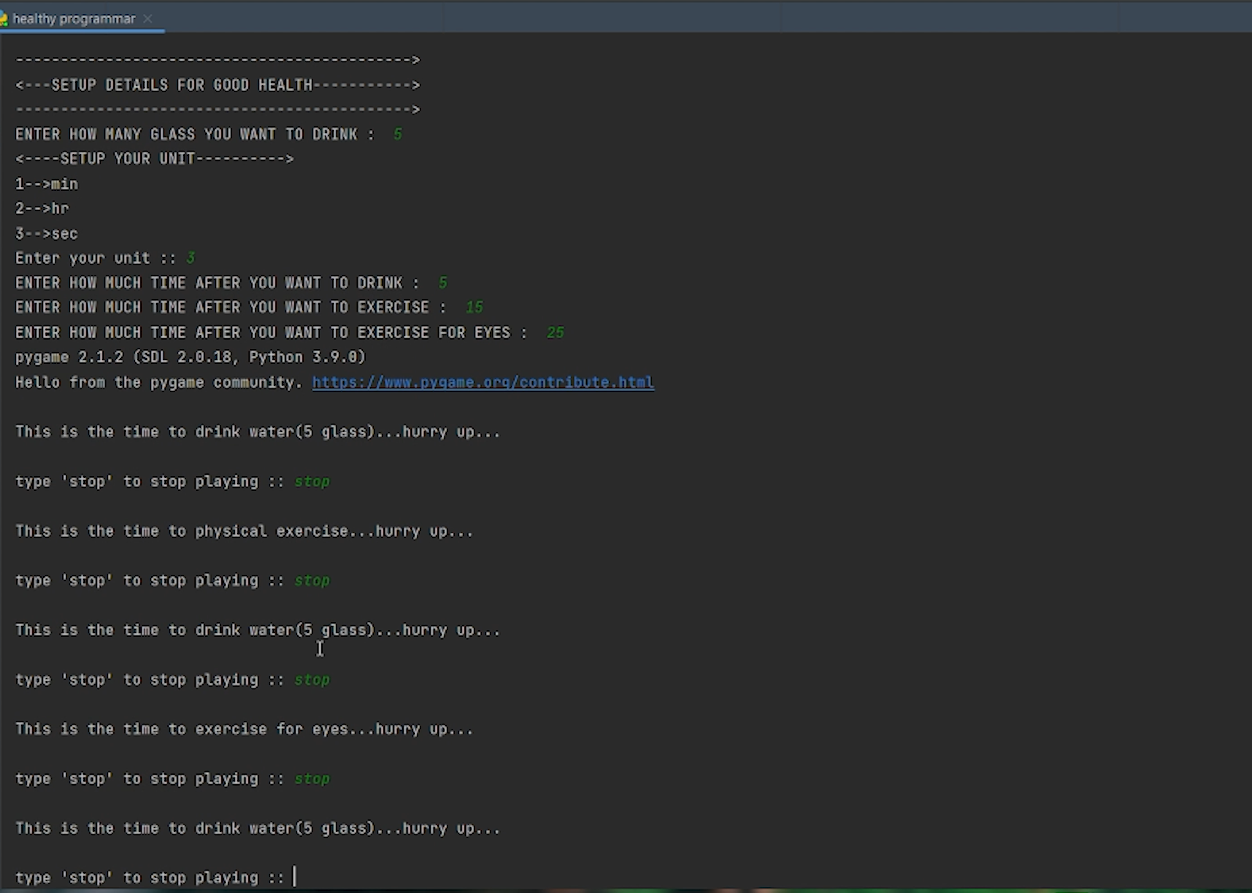 healthy programmar
-------------------------------------------->
<---SETUP DETAILS FOR GOOD HEALTH----------->
-------------------------------------------->
ENTER HOW MANY GLASS YOU WANT TO DRINK :  5
<----SETUP YOUR UNIT---------->
1-->min
2-->hr
3-->sec
Enter your unit :: 3
ENTER HOW MUCH TIME AFTER YOU WANT TO DRINK :  5
ENTER HOW MUCH TIME AFTER YOU WANT TO EXERCISE :  15
ENTER HOW MUCH TIME AFTER YOU WANT TO EXERCISE FOR EYES :  25
pygame 2.1.2 (SDL 2.0.18, Python 3.9.0)
Hello from the pygame community. https://www.pygame.org/contribute.html
This is the time to drink water(5 glass)...hurry up...
type 'stop' to stop playing :: stop
This is the time to physical exercise...hurry up...
type 'stop' to stop playing :: stop
This is the time to drink water(5 glass)...hurry up...
type 'stop' to stop playing :: stop
This is the time to exercise for eyes...hurry up...
type 'stop' to stop playing :: stop
This is the time to drink water(5 glass)...hurry up...
type 'stop' to stop playing ::